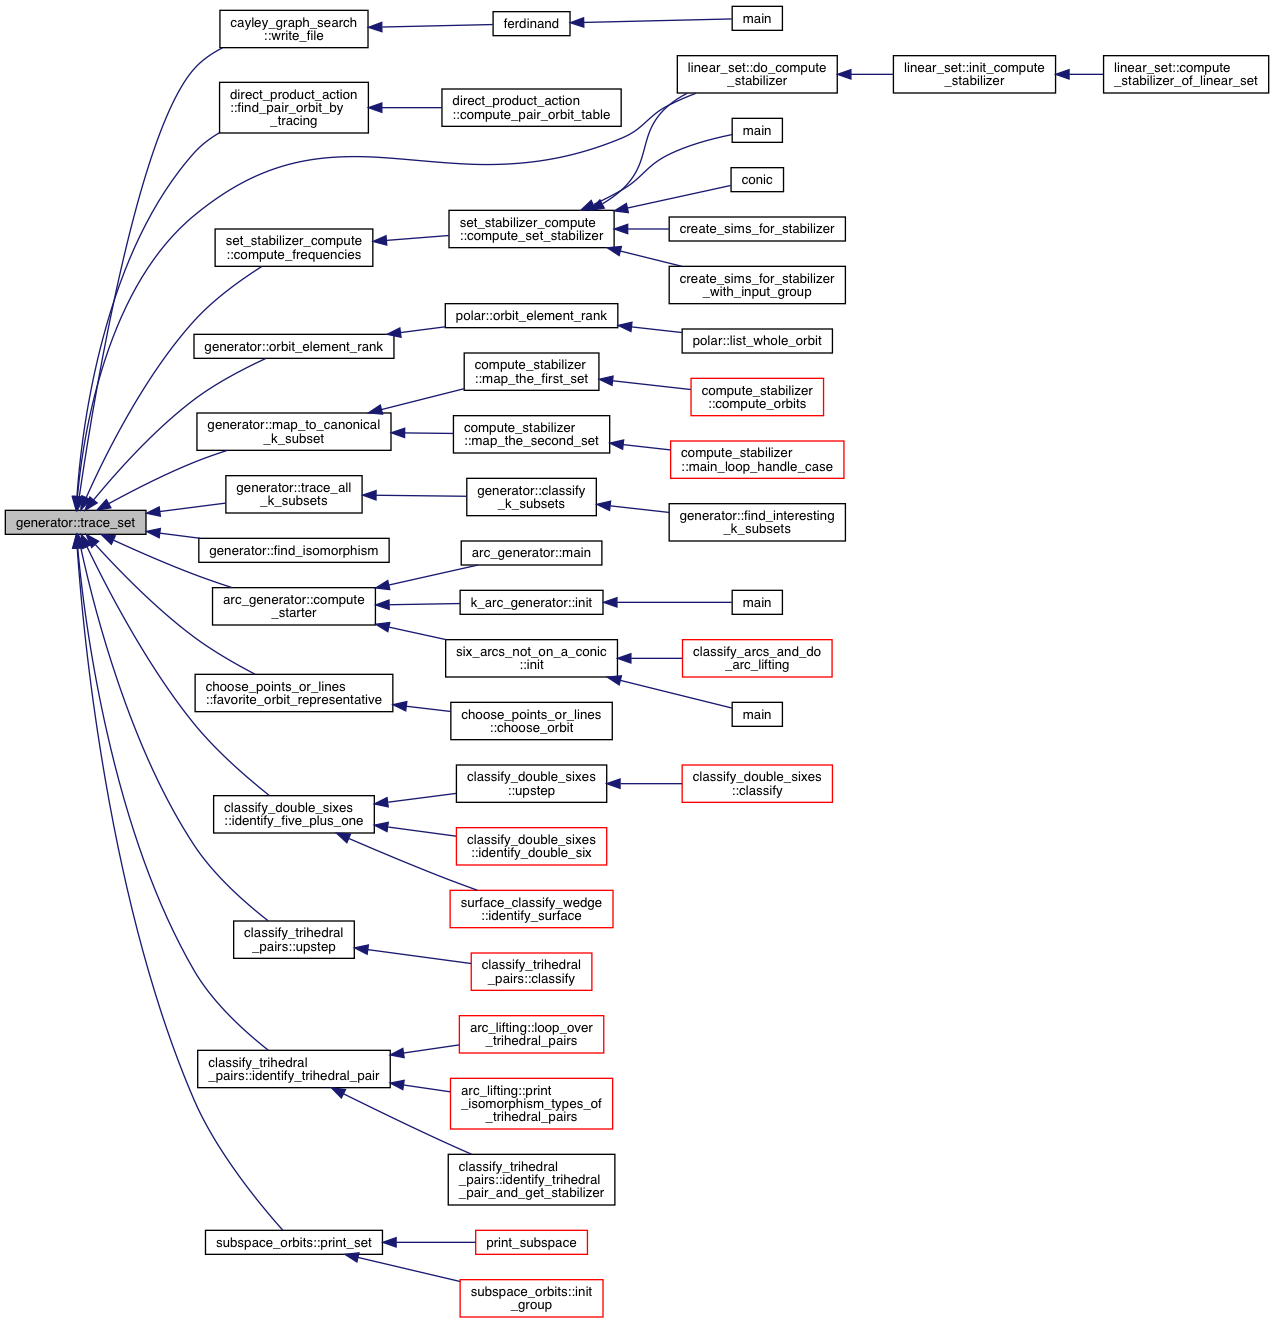 cayley_graph_search
::write_file
ferdinand
main
direct_product_action
::find_pair_orbit_by
_tracing
direct_product_action
::compute_pair_orbit_table
linear_set::do_compute
_stabilizer
linear_set::init_compute
_stabilizer
linear_set::compute
_stabilizer_of_linear_set
main
conic
set_stabilizer_compute
::compute_frequencies
set_stabilizer_compute
::compute_set_stabilizer
create_sims_for_stabilizer
create_sims_for_stabilizer
_with_input_group
generator::orbit_element_rank
polar::orbit_element_rank
polar::list_whole_orbit
generator::map_to_canonical
_k_subset
compute_stabilizer
::map_the_first_set
compute_stabilizer
::compute_orbits
compute_stabilizer
::map_the_second_set
compute_stabilizer
::main_loop_handle_case
generator::trace_all
_k_subsets
generator::classify
_k_subsets
generator::find_interesting
_k_subsets
generator::trace_set
generator::find_isomorphism
arc_generator::compute
_starter
arc_generator::main
k_arc_generator::init
main
six_arcs_not_on_a_conic
::init
classify_arcs_and_do
_arc_lifting
main
choose_points_or_lines
::favorite_orbit_representative
choose_points_or_lines
::choose_orbit
classify_double_sixes
::identify_five_plus_one
classify_double_sixes
::upstep
classify_double_sixes
::classify
classify_double_sixes
::identify_double_six
surface_classify_wedge
::identify_surface
classify_trihedral
_pairs::upstep
classify_trihedral
_pairs::classify
classify_trihedral
_pairs::identify_trihedral_pair
arc_lifting::loop_over
_trihedral_pairs
arc_lifting::print
_isomorphism_types_of
_trihedral_pairs
classify_trihedral
_pairs::identify_trihedral
_pair_and_get_stabilizer
subspace_orbits::print_set
print_subspace
subspace_orbits::init
_group